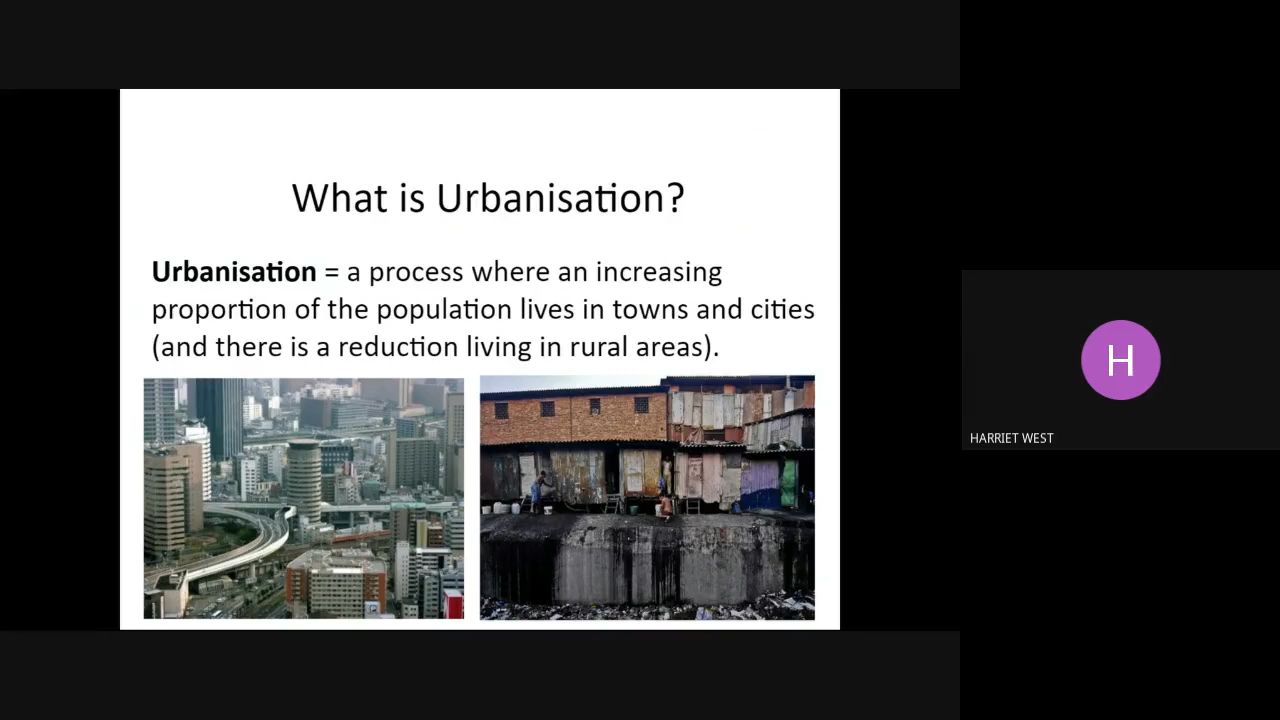 What is Urbanisation?
Urbanisation = a process where an increasing
proportion of the population lives in towns and cities
(and there is a reduction living in rural areas).
H
HARRIET WEST